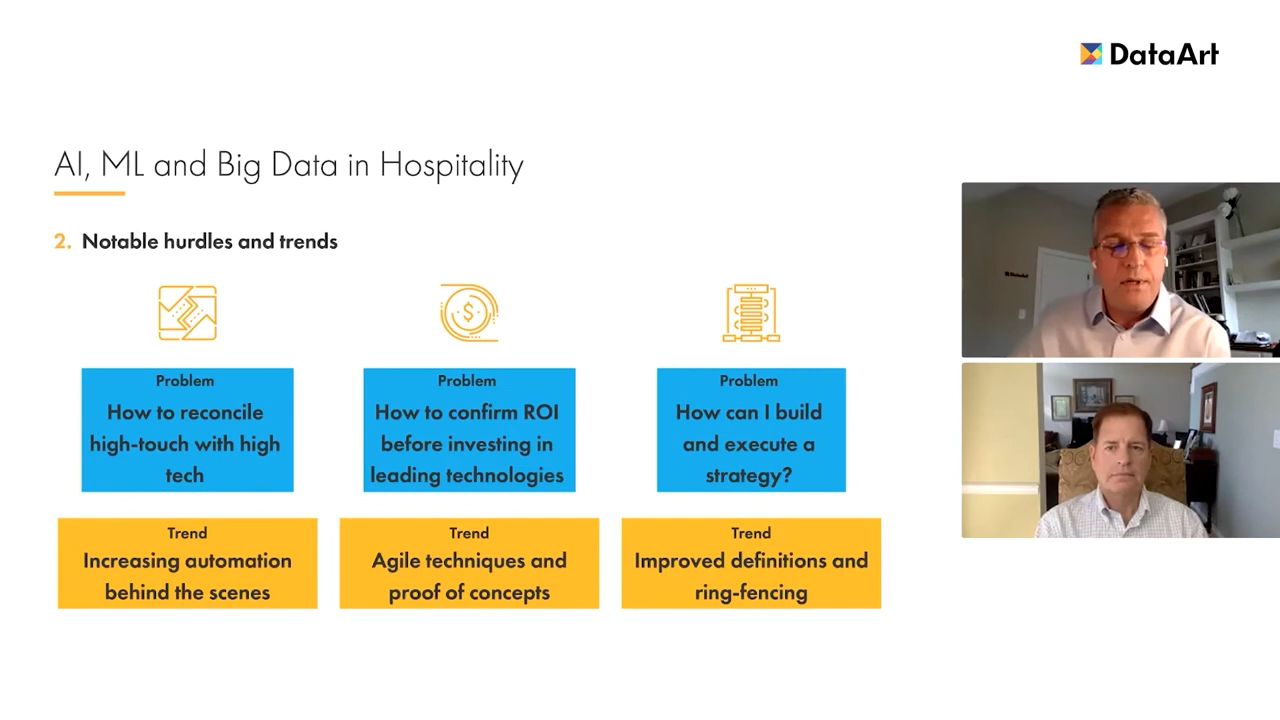 DataArt
AI, ML and Big Data in Hospitality
2. Notable hurdles and trends
Problem
How to reconcile
high-touch with high
tech
Problem
How to confirm ROI
before investing in
leading technologies
Problem
How can I build
and execute a
strategy?
Trend
Increasing automation
behind the scenes
Trend
Agile techniques and
proof of concepts
Trend
Improved definitions and
ring-fencing
DataArt